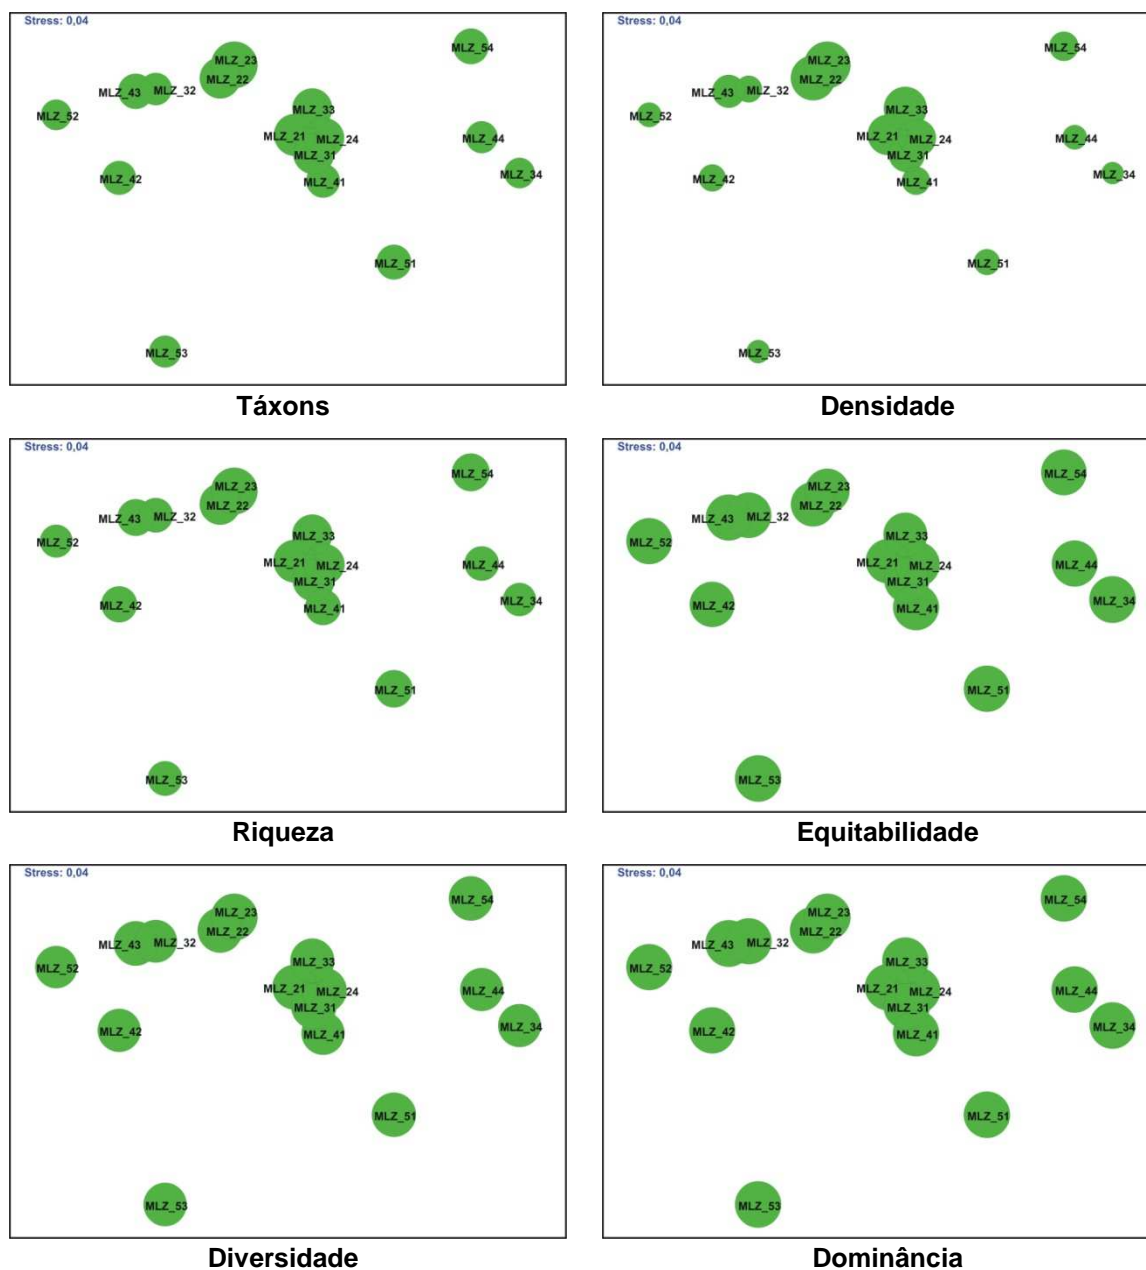 Stress: 0,04
MLZ_54
MLZ_23
MLZ_22
MLZ_43
MLZ_32
MLZ_52
MLZ_33
MLZ_21
MLZ_24
MLZ_44
MLZ_31
MLZ_34
MLZ_42
MLZ_41
MLZ_51
MLZ_53
Táxons
Stress: 0,04
MLZ_54
MLZ_23
MLZ_22
MLZ_43
MLZ_32
MLZ_52
MLZ_33
MLZ_21
MLZ_24
MLZ_44
MLZ_31
MLZ_34
MLZ_42
MLZ_41
MLZ_51
MLZ_53
Densidade
Stress: 0,04
MLZ_54
MLZ_23
MLZ_22
MLZ_43
MLZ_32
MLZ_52
MLZ_33
MLZ_21
MLZ_24
MLZ_44
MLZ_31
MLZ_34
MLZ_42
MLZ_41
MLZ_51
MLZ_53
Riqueza
Stress: 0,04
MLZ_54
MLZ_23
MLZ_22
MLZ_43
MLZ_32
MLZ_52
MLZ_33
MLZ_21
MLZ_24
MLZ_44
MLZ_31
MLZ_34
MLZ_42
MLZ_41
MLZ_51
MLZ_53
Equitabilidade
Stress: 0,04
MLZ_54
MLZ_23
MLZ_22
MLZ_43
MLZ_32
MLZ_52
MLZ_33
MLZ_21
MLZ_24
MLZ_44
MLZ_31
MLZ_34
MLZ_42
MLZ_41
MLZ_51
MLZ_53
Diversidade
Stress: 0,04
MLZ_54
MLZ_23
MLZ_22
MLZ_43
MLZ_32
MLZ_52
MLZ_33
MLZ_21
MLZ_24
MLZ_44
MLZ_31
MLZ_34
MLZ_42
MLZ_41
MLZ_51
MLZ_53
Dominância